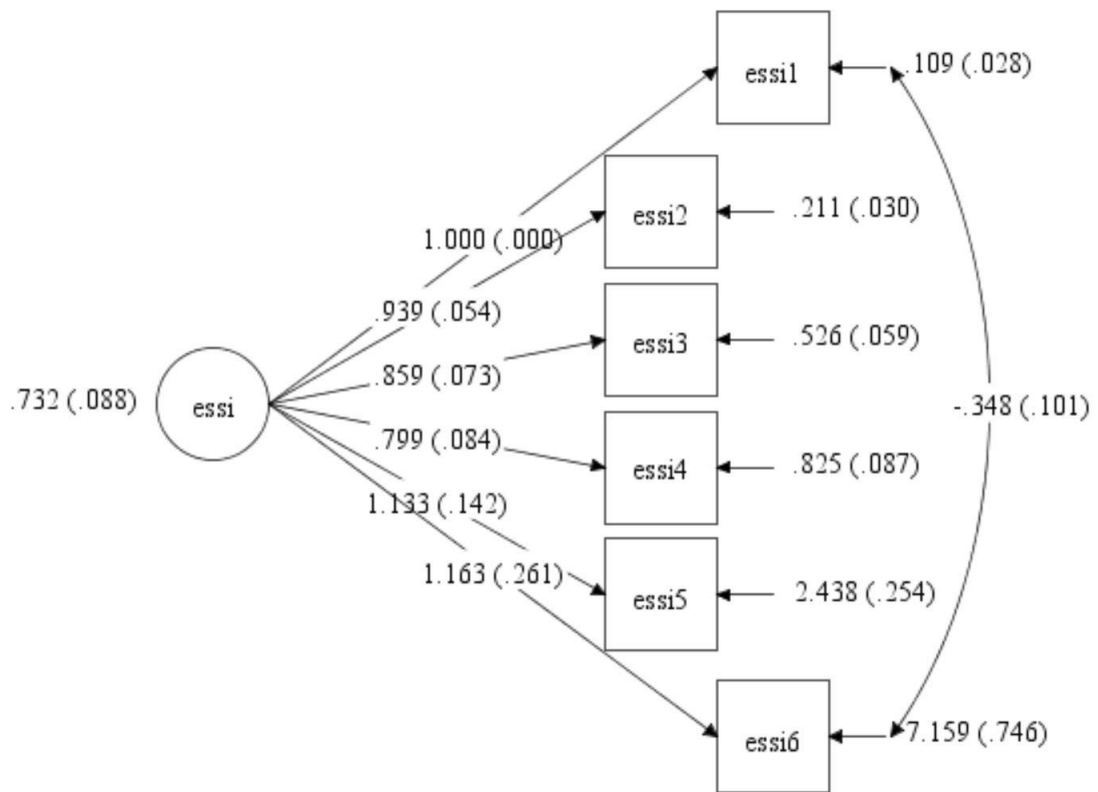 essi1
.109 (.028)
essi2
.211 (.030)
1.000 (.000)
.939 (.054)
essi3
.526 (.059)
.859 (.073)
.732 (.088)
essi
-.348 (.101)
.799 (.084)
essi4
.825 (.087)
1.133 (.142)
1.163 (.261)
essi5
2.438 (.254)
essi6
7.159 (.746)